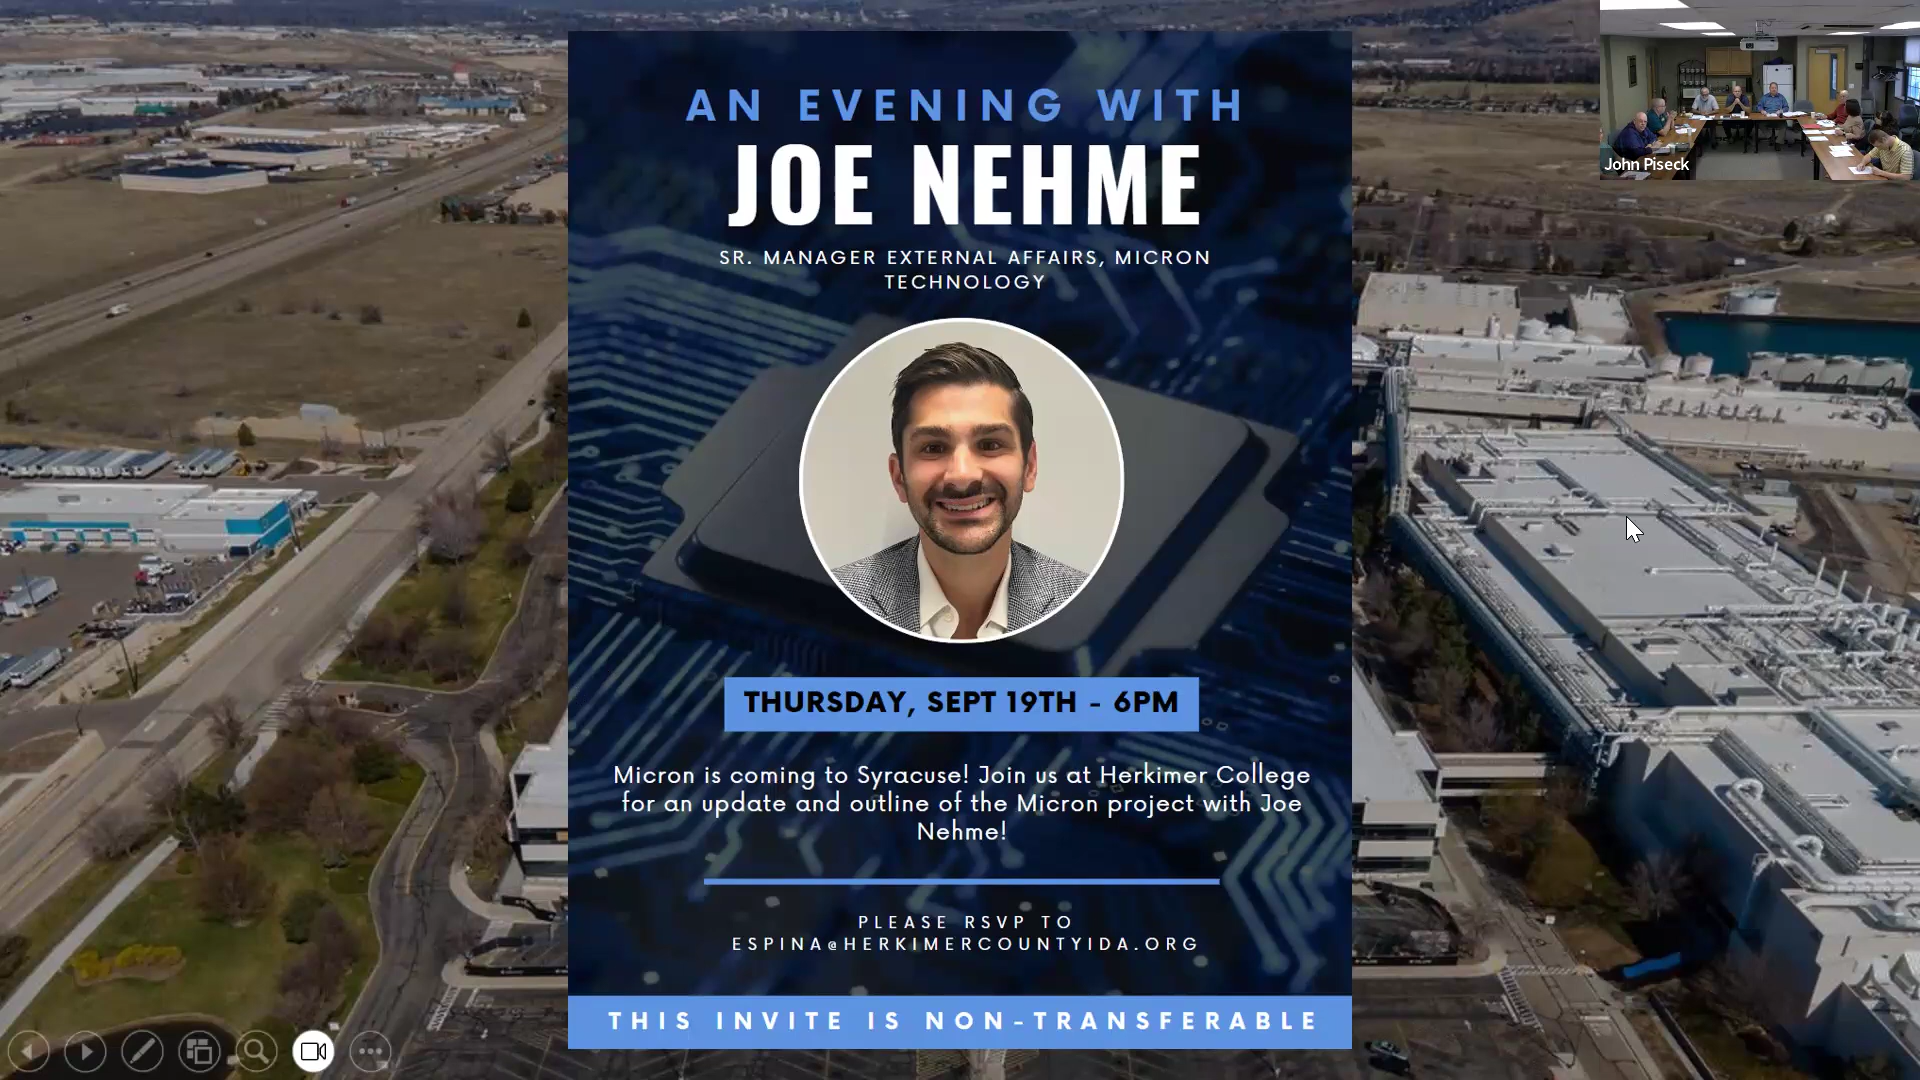 AN EVENING WITH
JOE NEHME
SR. MANAGER EXTERNAL AFFAIRS, MICRON
TECHNOLOGY
THURSDAY, SEPT 19TH - 6PM
Micron is coming to Syracuse! Join us at Herkimer College
for an update and outline of the Micron project with Joe
Nehme!
PLEASE RSVP TO
ESPINA@HERKIMERCOUNTYIDA.ORG
THIS INVITE IS NON-TRANSFERABLE
John Piseck